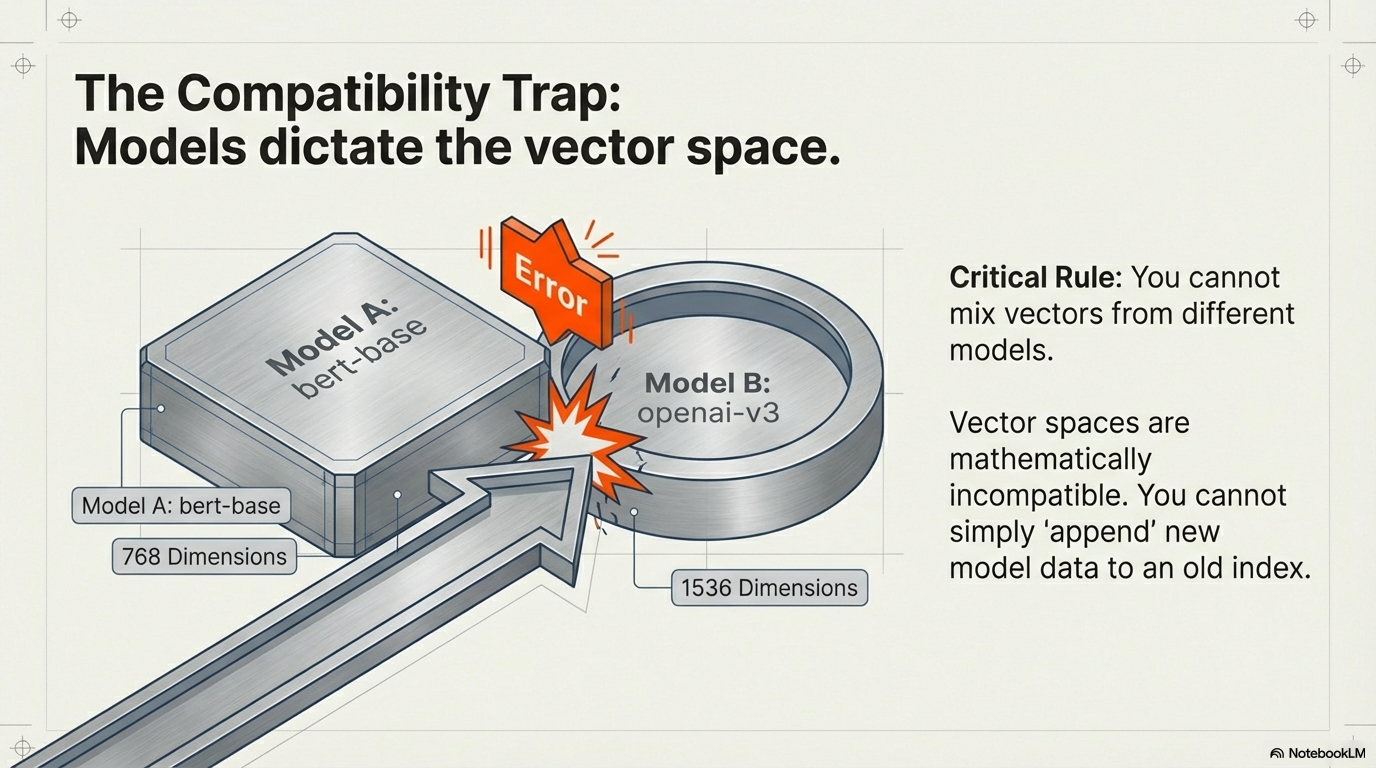 The Compatibility Trap:
Models dictate the vector space.
Error
Model A:
bert-base
Model B:
openai-v3
Model A: bert-base
768 Dimensions
1536 Dimensions
Critical Rule: You cannot
mix vectors from different
models.
Vector spaces are
mathematically
incompatible. You cannot
simply ‘append’ new
model data to an old index.
NotebookLM